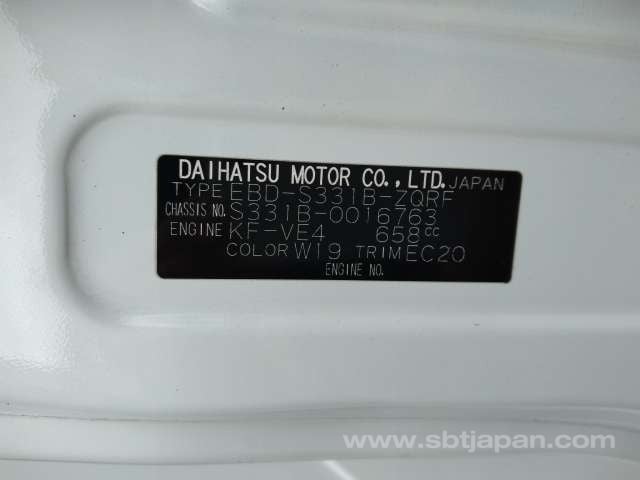 DAIHATSU MOTOR CO., LTD. JAPAN
TYPE EBD-S331B-ZQRF
CHASSIS NO. S331B-0016763
ENGINE KF-VE4 658cc
COLOR W19 TRIM EC20
ENGINE NO.
www.sbtjapan.com